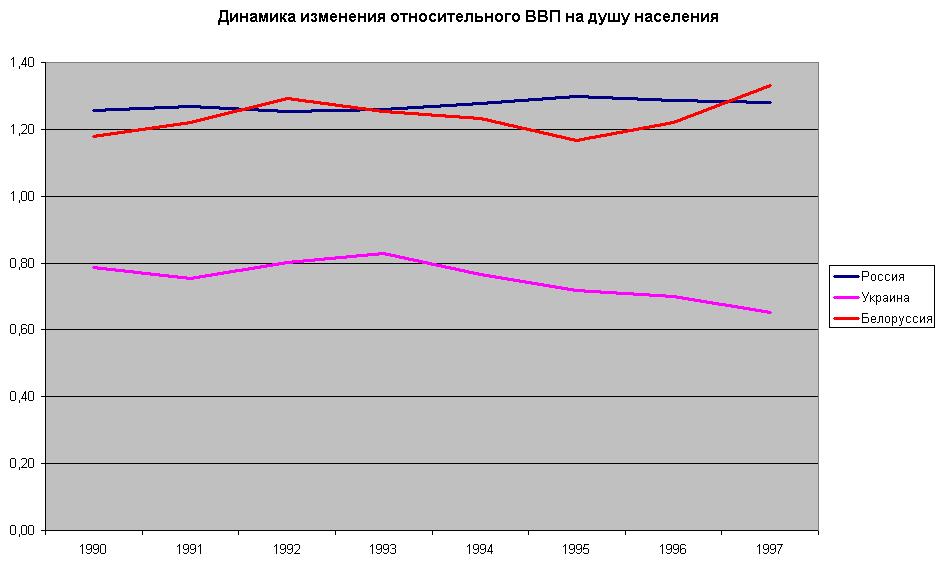 Динамика изменения относительного ВВП на душу населения
1,40
1,20
1,00
0,80
0,60
0,40
0,20
0,00
1990 1991 1992 1993 1994 1995 1996 1997
Россия
Украина
Белоруссия